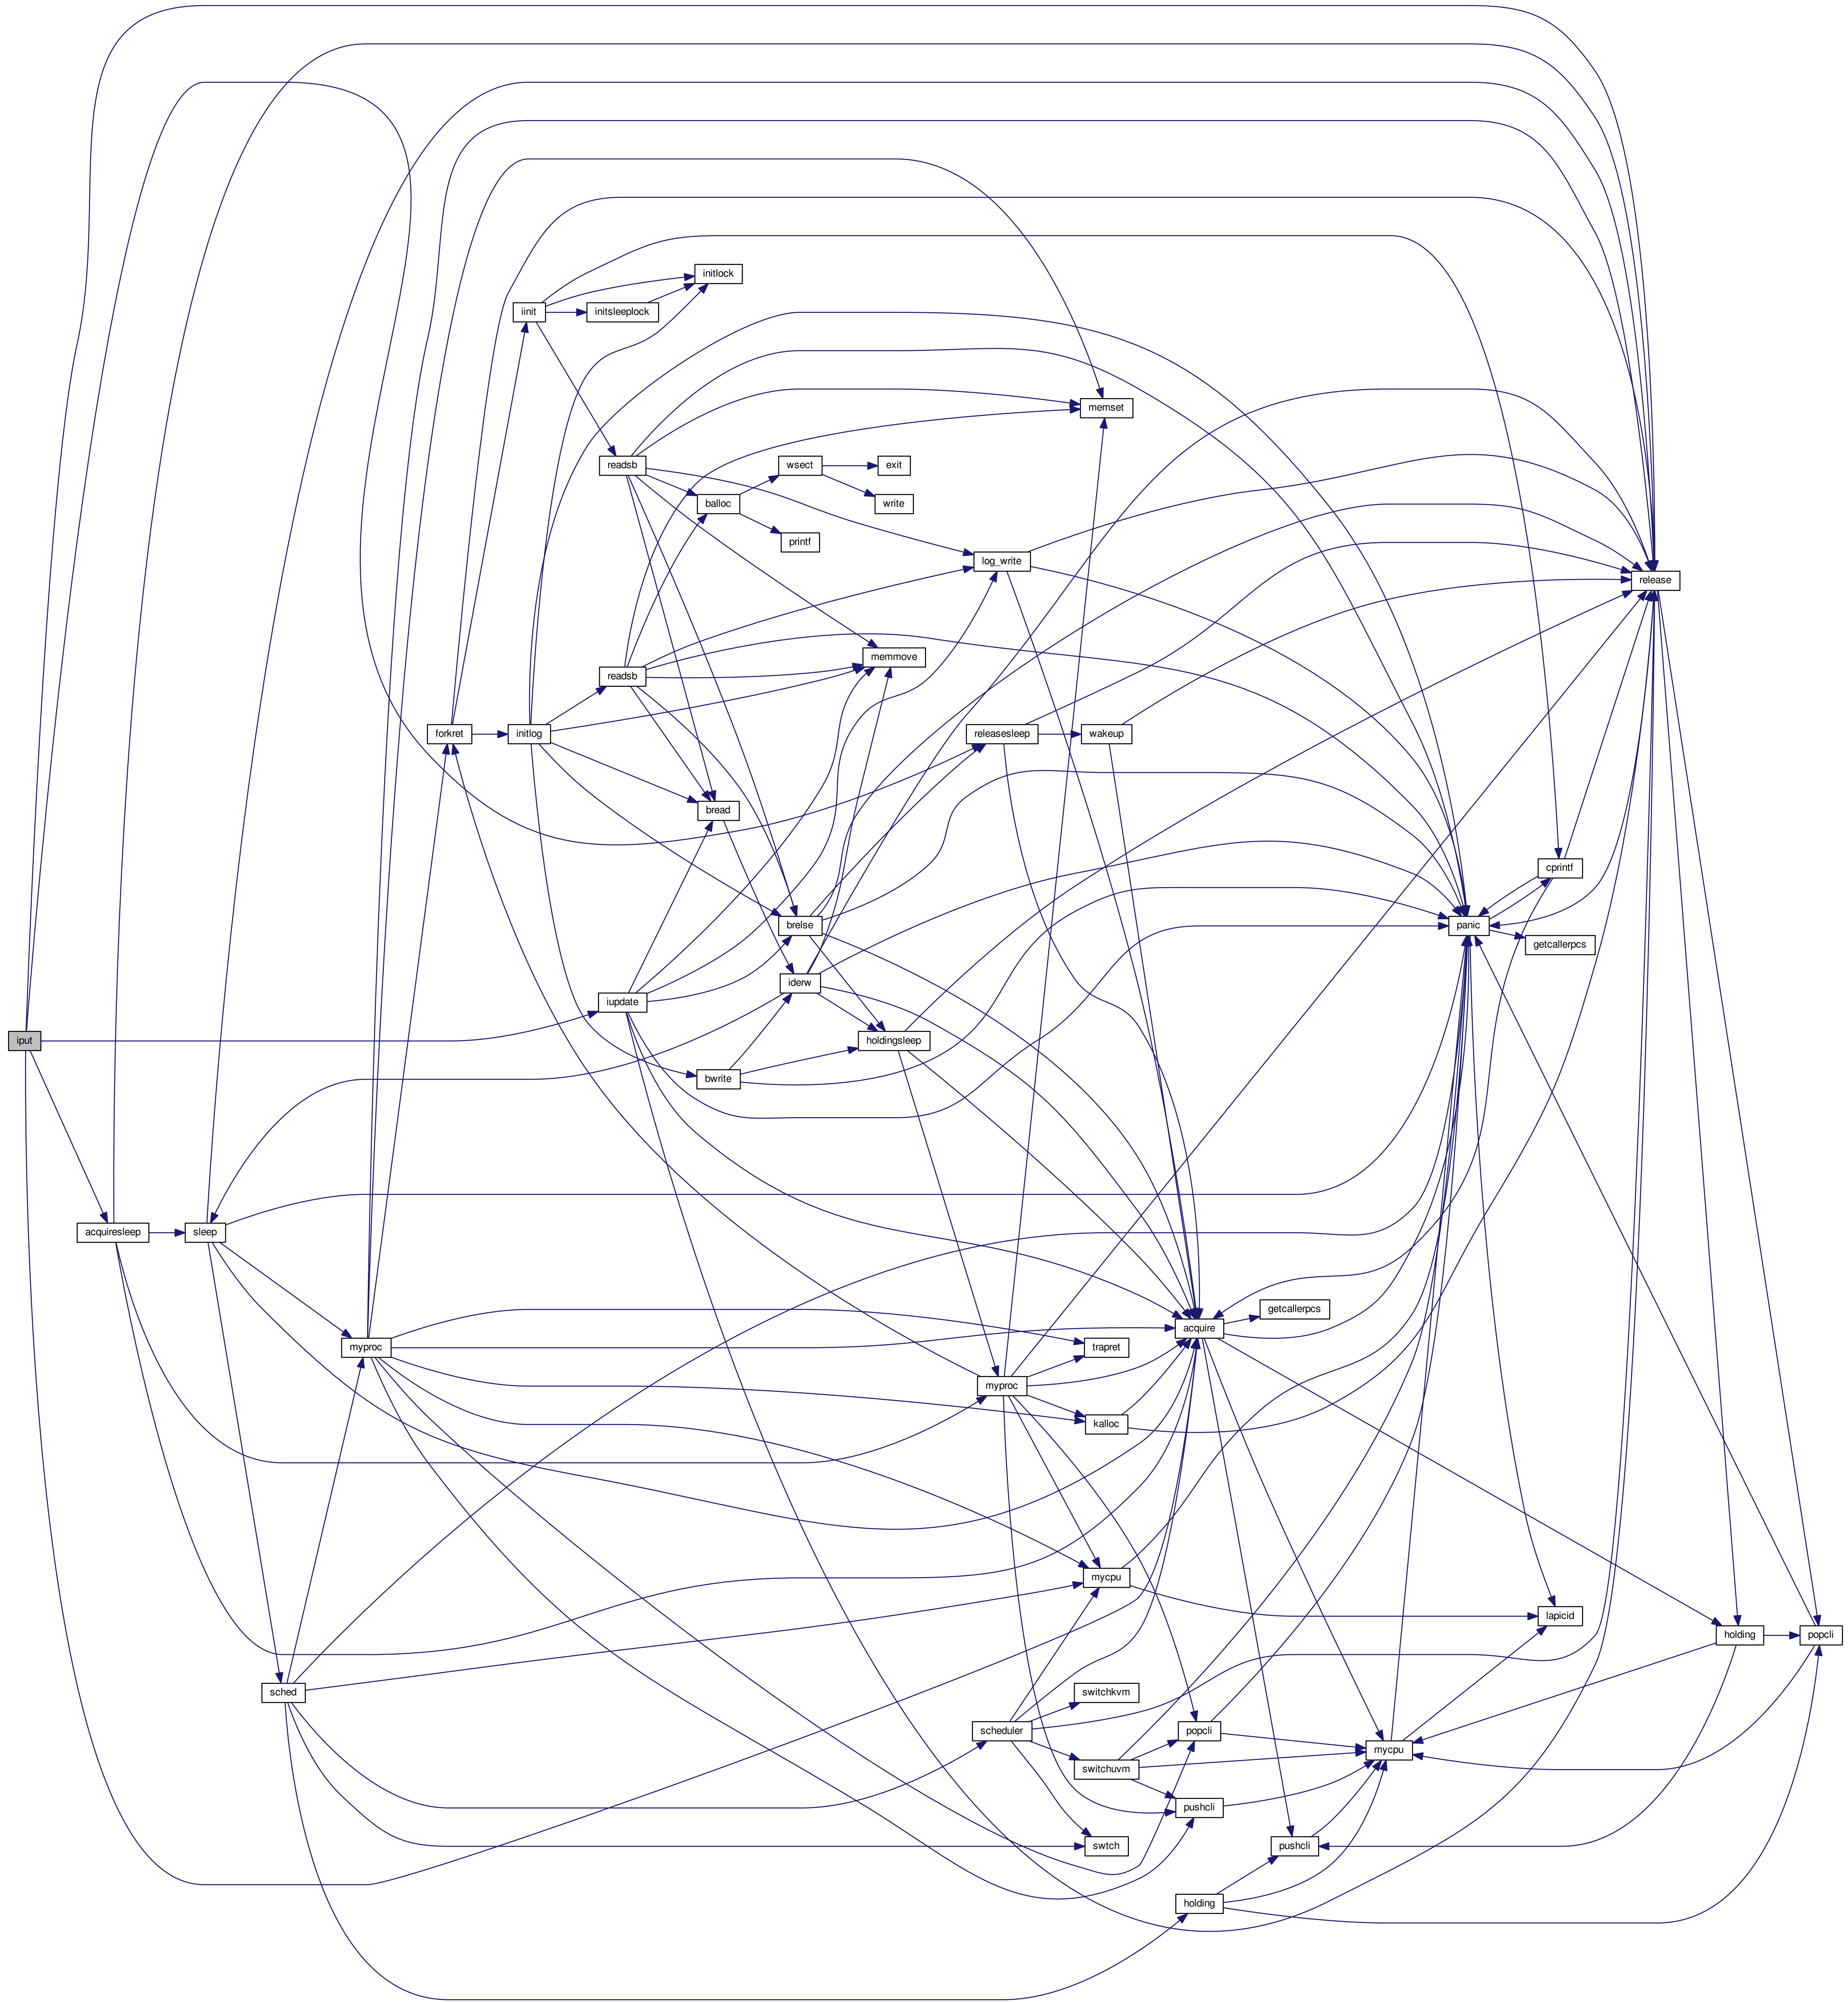 initlock
iinit
initsleeplock
memset
readsb
wsect
exit
balloc
write
printf
log_write
release
memmove
readsb
forkret
initlog
releasesleep
wakeup
bread
cprintf
brelse
panic
getcallerpcs
iderw
iupdate
iput
holdingsleep
bwrite
acquiresleep
sleep
getcallerpcs
acquire
myproc
trapret
myproc
kalloc
mycpu
lapicid
holding
popcli
sched
switchkvm
scheduler
popcli
mycpu
switchuvm
pushcli
swtch
pushcli
holding